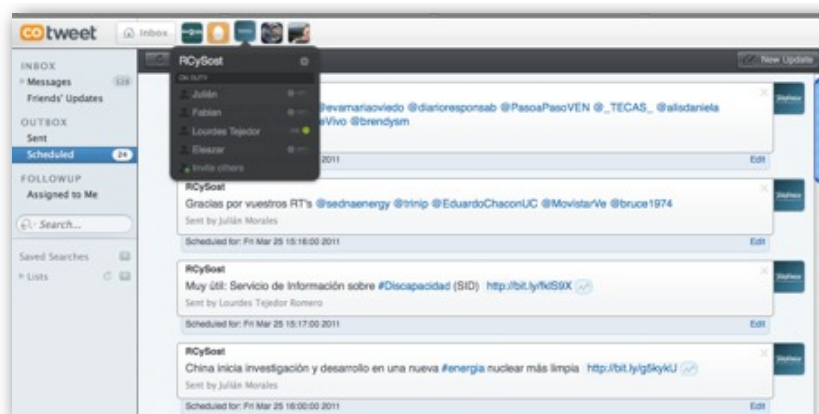 cotweet
Inbox
INBOX
Messages
Friends' Updates
OUTBOX
Sent
Scheduled 24
FOLLOWUP
Assigned to Me
Search...
Saved Searches
Lists
RCySost
ON DUTY
Julián
Fabian
Lourdes Tejedor
Eleazar
Invite others
New Update
@evamariaoviedo @diarioresponsab @PasoaPasoVEN @_TECAS_ @alisdaniela
eVivo @brendysm
2011
Edit
RCySost
Gracias por vuestros RT's @sednaenergy @trinip @EduardoChaconUC @MovistarVe @bruce1974
Sent by Julián Morales
Scheduled for: Fri Mar 25 15:16:00 2011
Edit
RCySost
Muy útil: Servicio de Información sobre #Discapacidad (SID)
Sent by Lourdes Tejedor Romero
Scheduled for: Fri Mar 25 15:17:00 2011
Edit
RCySost
China inicia investigación y desarrollo en una nueva #energia nuclear más limpia http://bit.ly/g5kykU
Sent by Julián Morales
Scheduled for: Fri Mar 25 16:00:00 2011
Edit